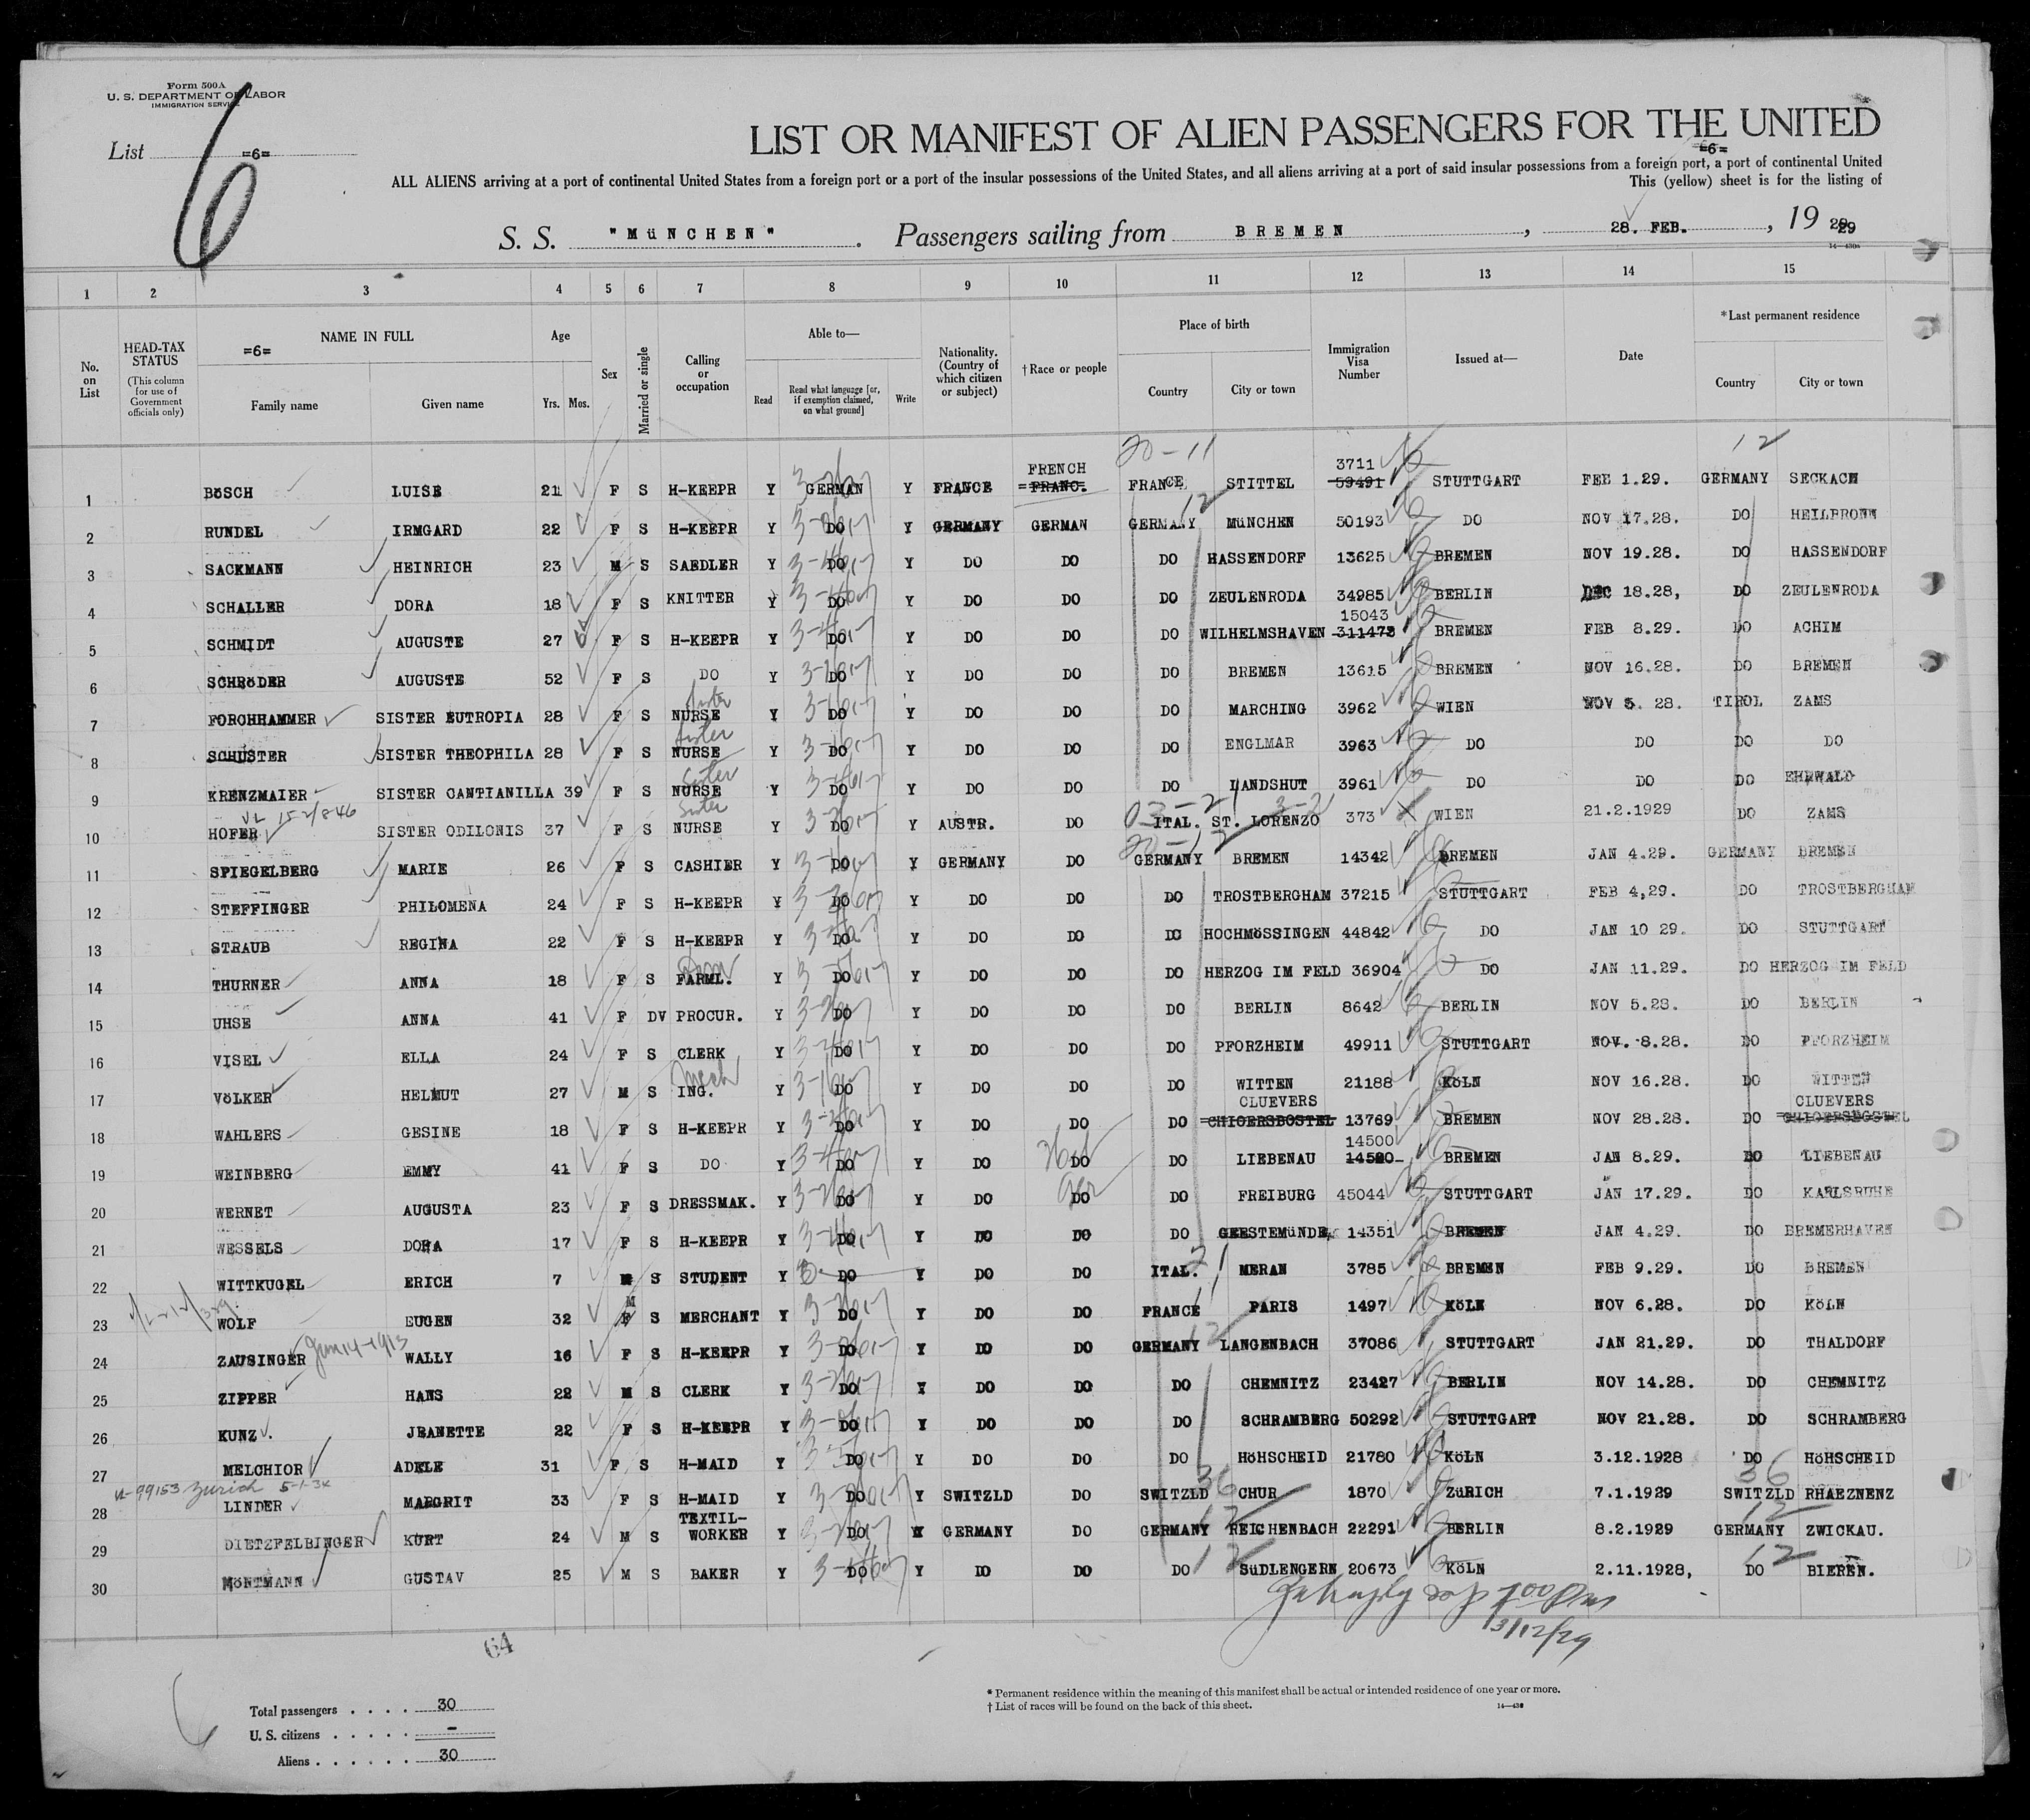 Form 500A
U. S. DEPARTMENT OF LABOR
IMMIGRATION SERVICE
List =6=
6
LIST OR MANIFEST OF ALIEN PASSENGERS FOR THE UNITED
=6=
ALL ALIENS arriving at a port of continental United States from a foreign port or a port of the insular possessions of the United States, and all aliens arriving at a port of said insular possessions from a foreign port, a port of continental United
This (yellow) sheet is for the listing of
S. S. "MüNCHEN". Passengers sailing from BREMEN, 28. FEB., 19 29
1 2 3 4 5 6 7 8 9 10 11 12 13 14 15
No. on List
HEAD-TAX STATUS (This column for use of Government officials only)
=6= NAME IN FULL
Family name Given name
Age Yrs. Mos.
Sex
Married or single
Calling or occupation
Able to—
Read Read what language [or, if exemption claimed, on what ground] Write
Nationality. (Country of which citizen or subject)
†Race or people
Place of birth
Country City or town
Immigration Visa Number
Issued at—
Date
*Last permanent residence
Country City or town
20-11 12
FRENCH 3711
1 BöSCH LUISE 21 F S H-KEEPR Y GERMAN Y FRANCE =FRANC.= FRANCE STITTEL 59491 STUTTGART FEB 1.29. GERMANY SECKACH
12
2 RUNDEL IRMGARD 22 F S H-KEEPR Y DO Y GERMANY GERMAN GERMANY MüNCHEN 50193 DO NOV 17.28. DO HEILBRONN
3 SACKMANN HEINRICH 23 M S SAEDLER Y DO Y DO DO DO HASSENDORF 13625 BREMEN NOV 19.28. DO HASSENDORF
4 SCHALLER DORA 18 F S KNITTER Y DO Y DO DO DO ZEULENRODA 34985 BERLIN DEC 18.28, DO ZEULENRODA
15043
5 SCHMIDT AUGUSTE 27 F S H-KEEPR Y DO Y DO DO DO WILHELMSHAVEN 311473 BREMEN FEB 8.29. DO ACHIM
6 SCHRöDER AUGUSTE 52 F S DO Y DO Y DO DO DO BREMEN 13615 BREMEN NOV 16.28. DO BREMEN
Sister
7 FORCHHAMMER SISTER EUTROPIA 28 F S NURSE Y DO Y DO DO DO MARCHING 3962 WIEN NOV 5. 28. TIROL ZAMS
Sister
8 SCHUSTER SISTER THEOPHILA 28 F S NURSE Y DO Y DO DO DO ENGLMAR 3963 DO DO DO DO
Sister
9 KRENZMAIER SISTER CANTIANILLA 39 F S NURSE Y DO Y DO DO DO LANDSHUT 3961 DO DO DO EHRWALD
Sister
10 HOFER SISTER ODILONIS 37 F S NURSE Y DO Y AUSTR. DO ITAL. ST. LORENZO 373 WIEN 21.2.1929 DO ZAMS
11 SPIEGELBERG MARIE 26 F S CASHIER Y DO Y GERMANY DO GERMANY BREMEN 14342 BREMEN JAN 4.29. GERMANY BREMEN
12 STEFFINGER PHILOMENA 24 F S H-KEEPR Y DO Y DO DO DO TROSTBERGHAM 37215 STUTTGART FEB 4,29. DO TROSTBERGHAM
13 STRAUB REGINA 22 F S H-KEEPR Y DO Y DO DO DO HOCHMöSSINGEN 44842 DO JAN 10 29. DO STUTTGART
14 THURNER ANNA 18 F S FARML. Y DO Y DO DO DO HERZOG IM FELD 36904 DO JAN 11.29. DO HERZOG IM FELD
15 UHSE ANNA 41 F DV PROCUR. Y DO Y DO DO DO BERLIN 8642 BERLIN NOV 5.28. DO BERLIN
16 VISEL ELLA 24 F S CLERK Y DO Y DO DO DO PFORZHEIM 49911 STUTTGART NOV. 8.28. DO PFORZHEIM
Mech
17 VöLKER HELMUT 27 M S ING. Y DO Y DO DO DO WITTEN 21188 KöLN NOV 16.28. DO WITTEN
CLUEVERS CLUEVERS
18 WAHLERS GESINE 18 F S H-KEEPR Y DO Y DO DO DO =CHIOERSBOSTEL 13769 BREMEN NOV 28.28. DO =CHIOERSBOSTEL
14500
19 WEINBERG EMMY 41 F S DO Y DO Y DO DO DO LIEBENAU 14520 BREMEN JAN 8.29. DO LIEBENAU
Ger
20 WERNET AUGUSTA 23 F S DRESSMAK. Y DO Y DO DO DO FREIBURG 45044 STUTTGART JAN 17.29. DO KARLSRUHE
21 WESSELS DORA 17 F S H-KEEPR Y DO Y DO DO DO GEESTEMüNDE 14351 BREMEN JAN 4.29. DO BREMERHAVEN
22 WITTKUGEL ERICH 7 M S STUDENT Y DO Y DO DO ITAL. MERAN 3785 BREMEN FEB 9.29. DO BREMEN
M
23 WOLF EUGEN 32 F S MERCHANT Y DO Y DO DO FRANCE PARIS 1497 KöLN NOV 6.28. DO KöLN
24 ZAUSINGER WALLY 16 F S H-KEEPR Y DO Y DO DO GERMANY LANGENBACH 37086 STUTTGART JAN 21.29. DO THALDORF
25 ZIPPER HANS 22 M S CLERK Y DO Y DO DO DO CHEMNITZ 23427 BERLIN NOV 14.28. DO CHEMNITZ
26 KUNZ JEANETTE 22 F S H-KEEPR Y DO Y DO DO DO SCHRAMBERG 50292 STUTTGART NOV 21.28. DO SCHRAMBERG
27 MELCHIOR ADELE 31 F S H-MAID Y DO Y DO DO DO HöHSCHEID 21780 KöLN 3.12.1928 DO HöHSCHEID
99153 Zurich 5-1-34 36 36
28 LINDER MARGRIT 33 F S H-MAID Y DO Y SWITZLD DO SWITZLD CHUR 1870 ZüRICH 7.1.1929 SWITZLD RHAEZNENZ
TEXTIL- 12 12
29 DIETZFELBINGER KURT 24 M S WORKER Y DO Y GERMANY DO GERMANY REICHENBACH 22291 BERLIN 8.2.1929 GERMANY ZWICKAU.
12 12
30 MöNTMANN GUSTAV 25 M S BAKER Y DO Y DO DO DO SüDLENGERN 20673 KöLN 2.11.1928, DO BIEREN.
3/12/29
64
Total passengers . . . . 30
U. S. citizens . . . . . –
Aliens . . . . . . 30
* Permanent residence within the meaning of this manifest shall be actual or intended residence of one year or more.
† List of races will be found on the back of this sheet.